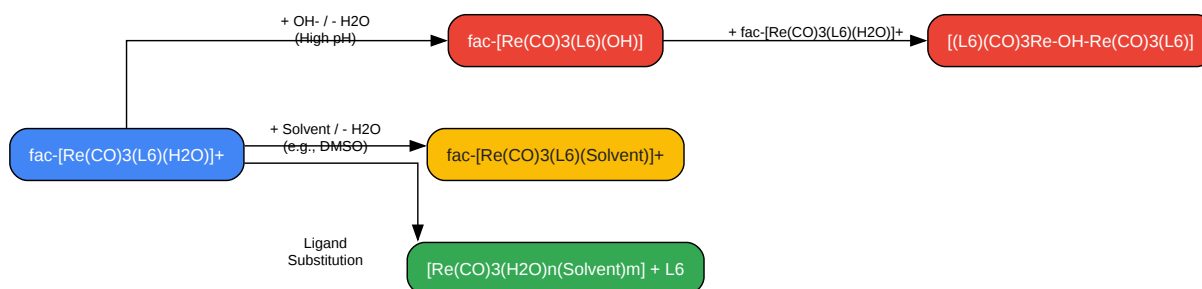 + OH- / - H2O
(High pH)
fac-[Re(CO)3(L6)(OH)]
+ fac-[Re(CO)3(L6)(H2O)]+
[(L6)(CO)3Re-OH-Re(CO)3(L6)]
fac-[Re(CO)3(L6)(H2O)]+
+ Solvent / - H2O
(e.g., DMSO)
fac-[Re(CO)3(L6)(Solvent)]+
Ligand
Substitution
[Re(CO)3(H2O)n(Solvent)m] + L6